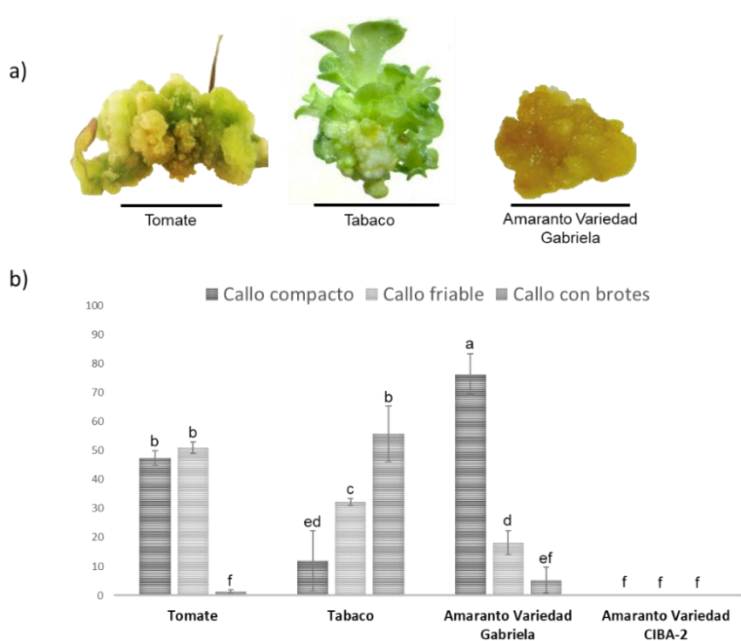 a)
Tomate
Tabaco
Amaranto Variedad
Gabriela
b)
Callo compacto Callo friable Callo con brotes
100
90
80
70
60
50
40
30
20
10
0
b
b
f
ed
c
b
a
d
ef
f
f
f
Tomate
Tabaco
Amaranto Variedad
Gabriela
Amaranto Variedad
CIBA-2